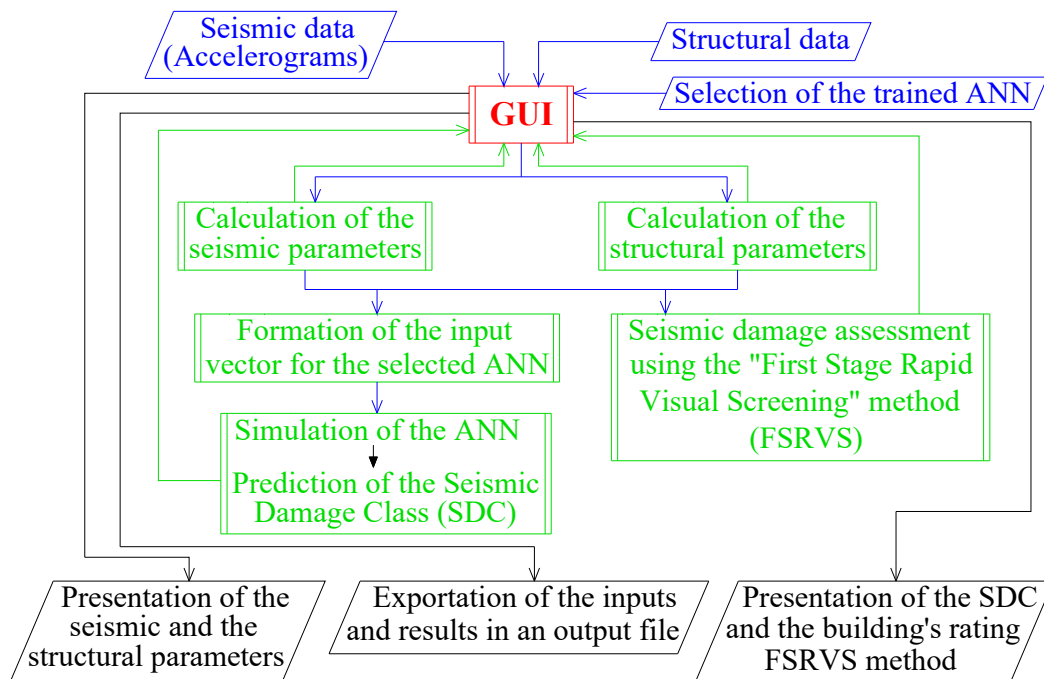 Seismic data
(Accelerograms)
Structural data
Selection of the trained ANN
GUI
Calculation of the
seismic parameters
Calculation of the
structural parameters
Formation of the input
vector for the selected ANN
Seismic damage assessment
using the "First Stage Rapid
Visual Screening" method
(FSRVS)
Simulation of the ANN
Prediction of the Seismic
Damage Class (SDC)
Presentation of the
seismic and the
structural parameters
Exportation of the inputs
and results in an output file
Presentation of the SDC
and the building's rating
FSRVS method